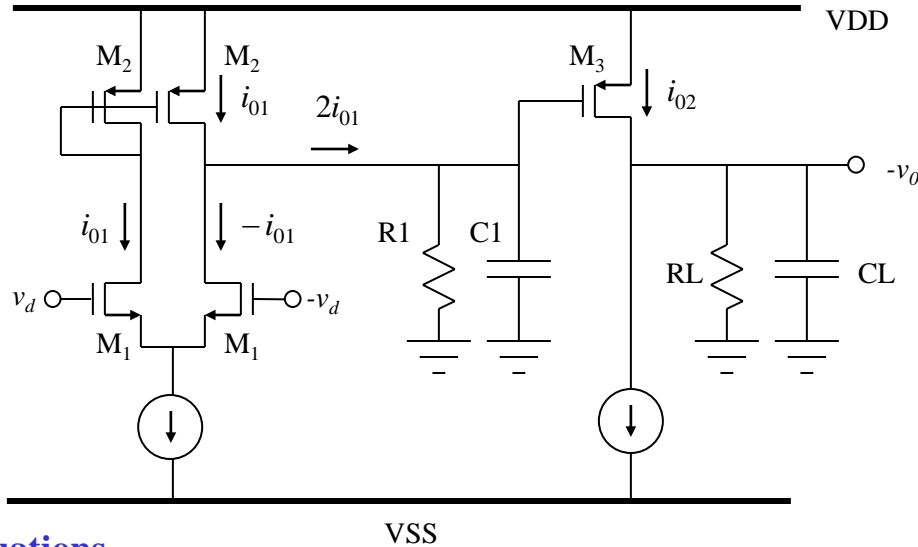 VDD
M2 M2 M3
i01 2i01 i02
-v0
i01 −i01 R1 C1 RL CL
vd -vd
M1 M1
VSS